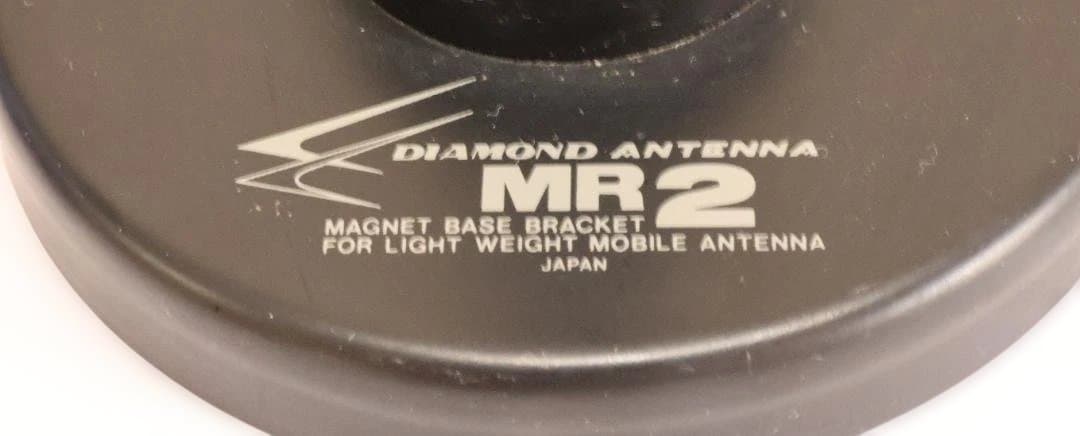 DIAMOND ANTENNA
MR2
MAGNET BASE BRACKET
FOR LIGHT WEIGHT MOBILE ANTENNA
JAPAN